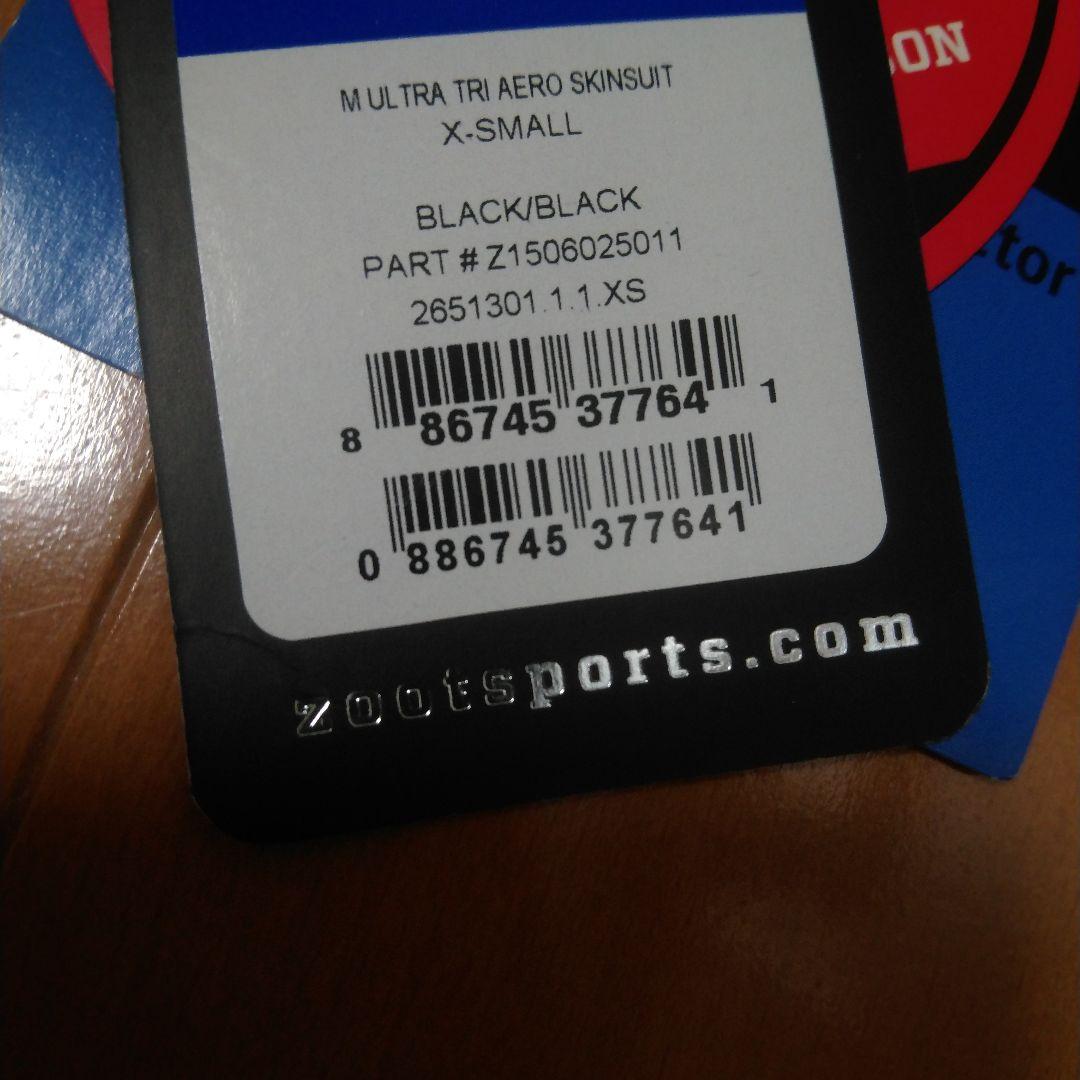 M ULTRA TRI AERO SKINSUIT
X-SMALL
BLACK/BLACK
PART # Z1506025011
2651301.1.1.XS
8 86745 37764 1
0 886745 377641
zootsports.com